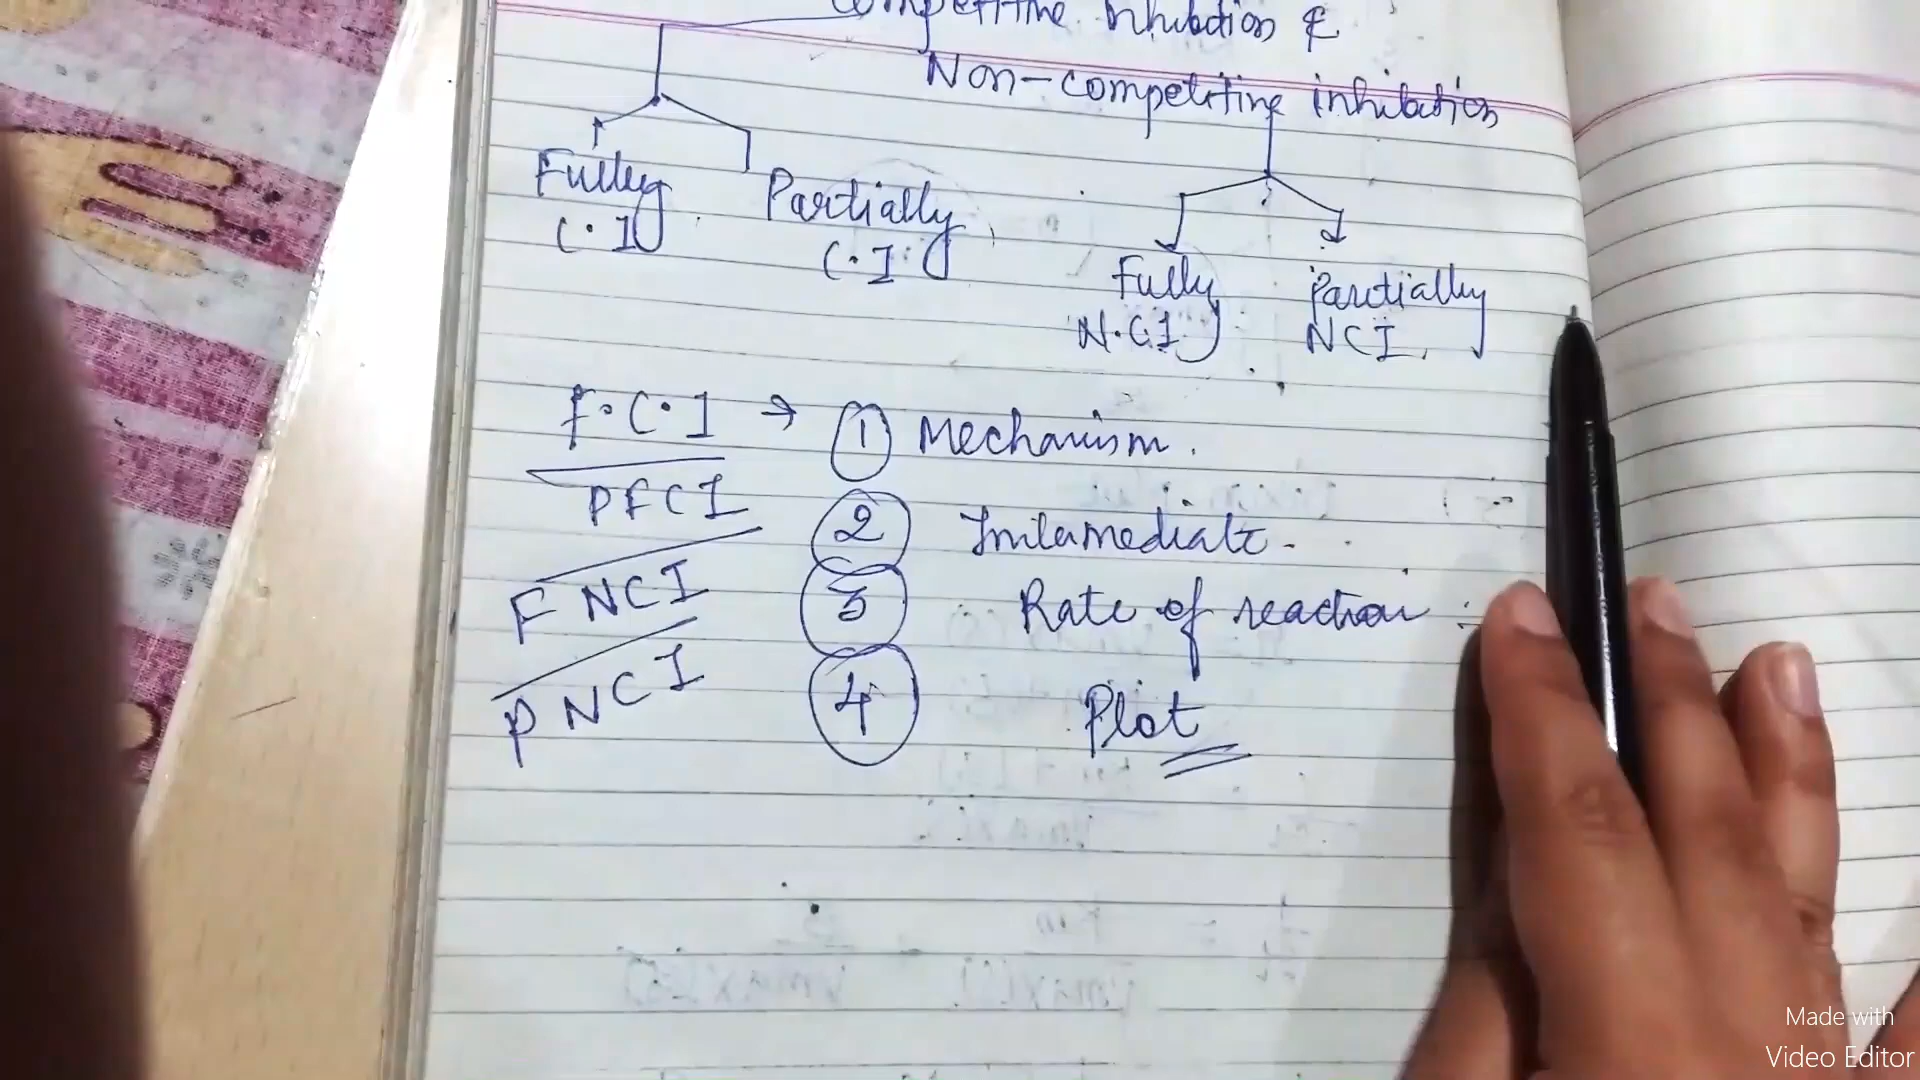 Competitive Inhibition &
Non-competitive inhibition
Fully
C.I
Partially
C.I
Fully
N.C.I
Partially
NCI
F.C.I → ① Mechanism.
PFCI
② Intermediate.
FNCI
③ Rate of reaction
PNCI
④ Plot
Made with
Video Editor